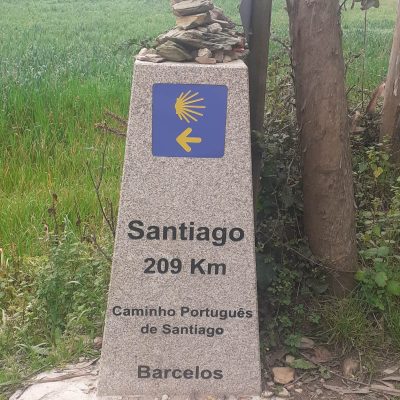 Santiago
209 Km
Caminho Português
de Santiago
Barcelos